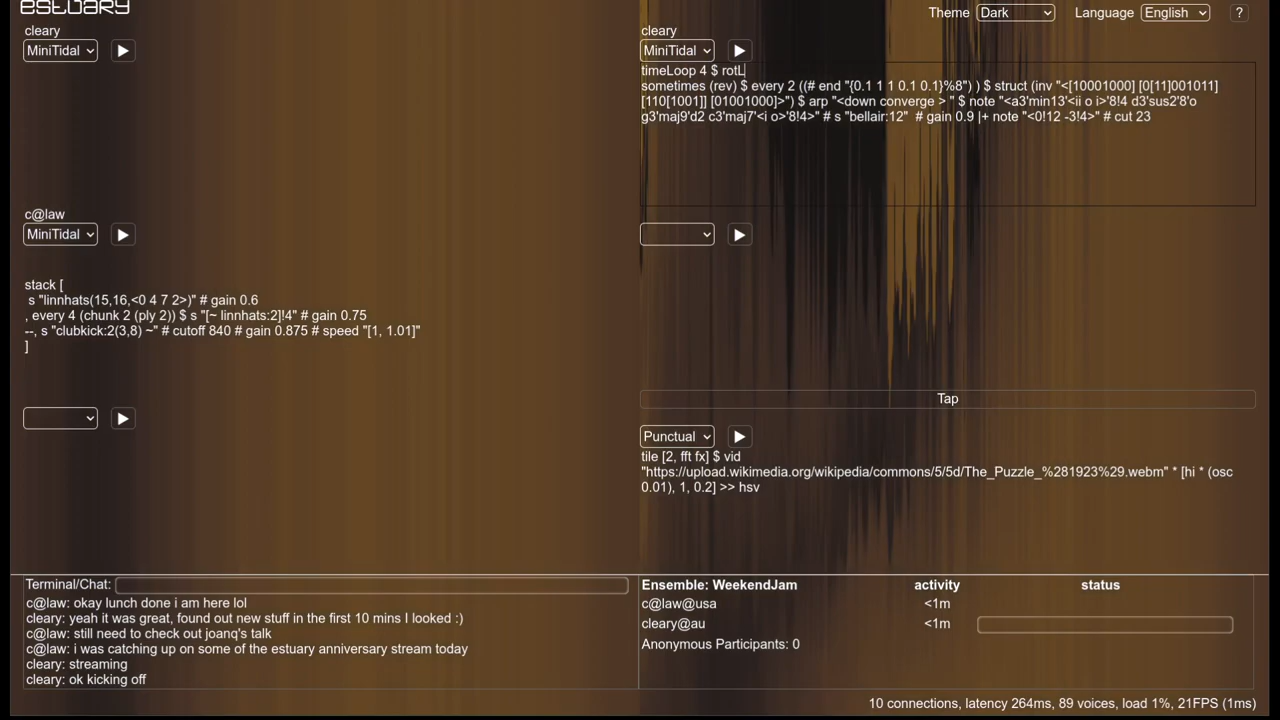 estuary
Theme Dark Language English ?
cleary
MiniTidal
cleary
MiniTidal
timeLoop 4 $ rotL
sometimes (rev) $ every 2 ((# end "{0.1 1 1 0.1 0.1}%8") ) $ struct (inv "<[10001000] [0[11]001011]
[110[1001]] [01001000]>") $ arp "<down converge > " $ note "<a3'min13'<ii o i>'8!4 d3'sus2'8'o
g3'maj9'd2 c3'maj7'<i o>'8!4>" # s "bellair:12"  # gain 0.9 |+ note "<0!12 -3!4>" # cut 23
c@law
MiniTidal
stack [
s "linnhats(15,16,<0 4 7 2>)" # gain 0.6
, every 4 (chunk 2 (ply 2)) $ s "[~ linnhats:2]!4" # gain 0.75
--, s "clubkick:2(3,8) ~" # cutoff 840 # gain 0.875 # speed "[1, 1.01]"
]
Tap
Punctual
tile [2, fft fx] $ vid
"https://upload.wikimedia.org/wikipedia/commons/5/5d/The_Puzzle_%281923%29.webm" * [hi * (osc
0.01), 1, 0.2] >> hsv
Terminal/Chat:
c@law: okay lunch done i am here lol
cleary: yeah it was great, found out new stuff in the first 10 mins I looked :)
c@law: still need to check out joanq's talk
c@law: i was catching up on some of the estuary anniversary stream today
cleary: streaming
cleary: ok kicking off
Ensemble: WeekendJam activity status
c@law@usa <1m
cleary@au <1m
Anonymous Participants: 0
10 connections, latency 264ms, 89 voices, load 1%, 21FPS (1ms)